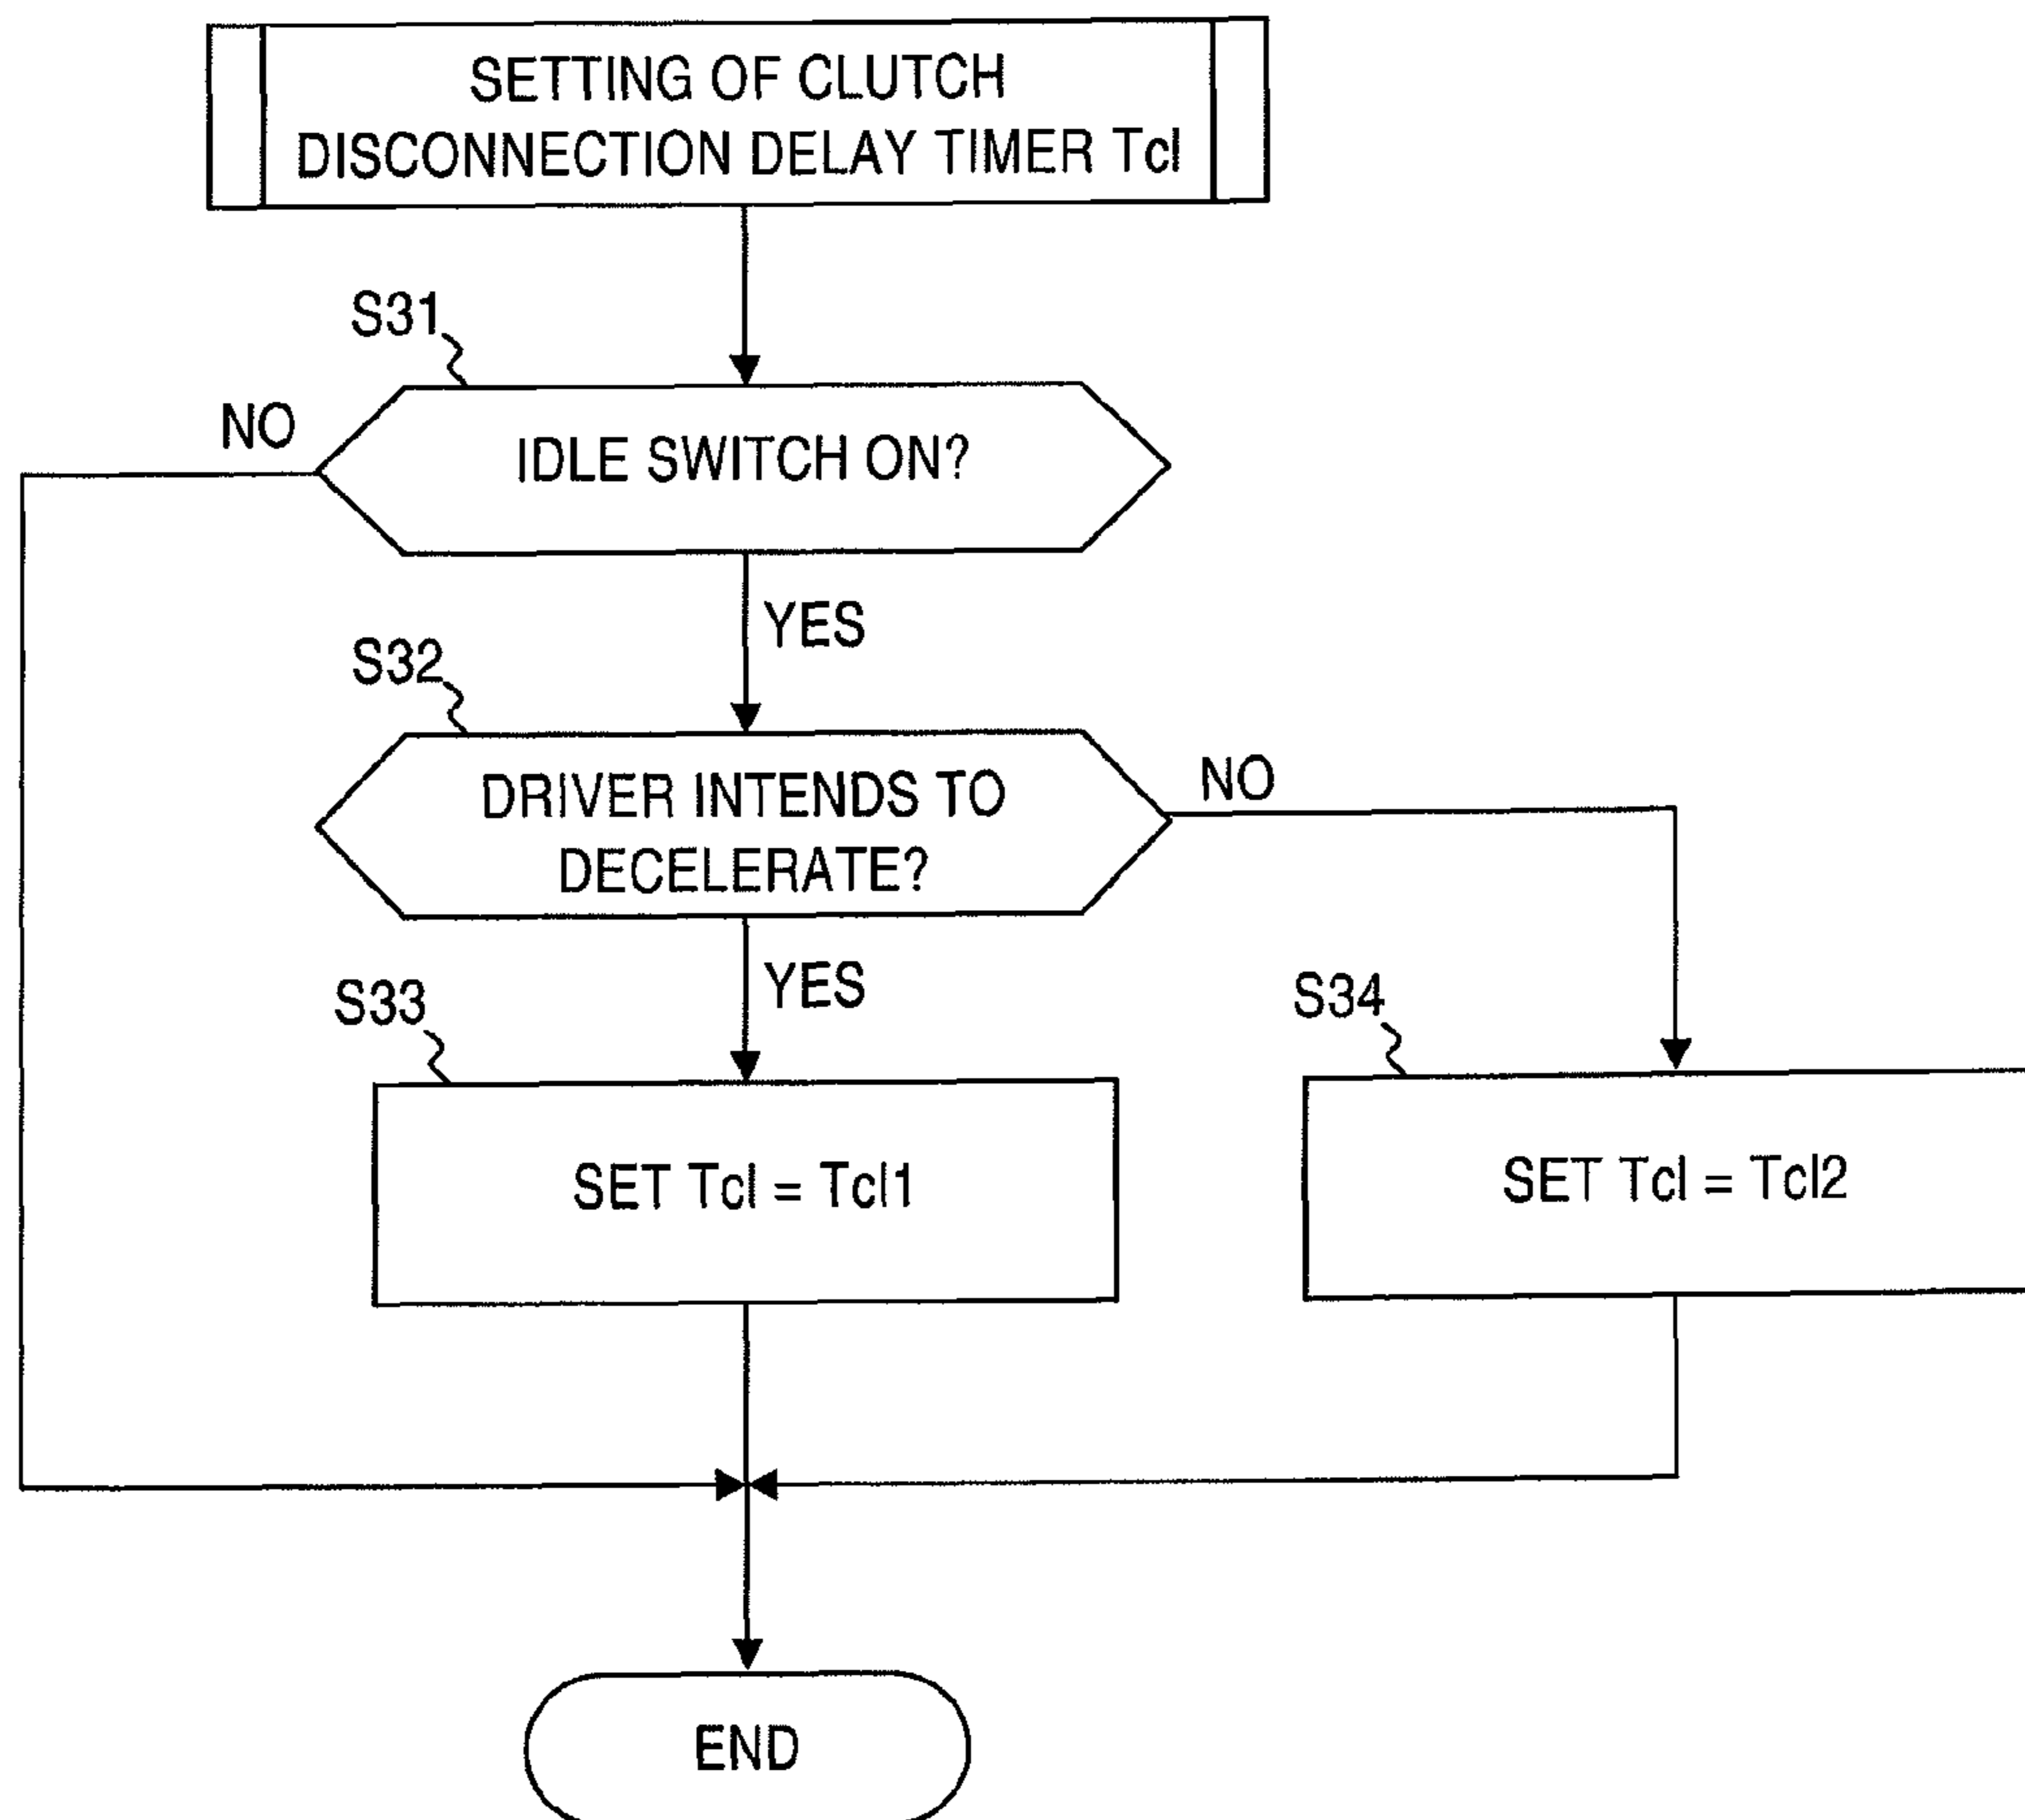 SETTING OF CLUTCH
DISCONNECTION DELAY TIMER Tcl
S31
NO
IDLE SWITCH ON?
YES
S32
DRIVER INTENDS TO
DECELERATE?
NO
YES
S33
S34
SET Tcl = Tcl1
SET Tcl = Tcl2
END